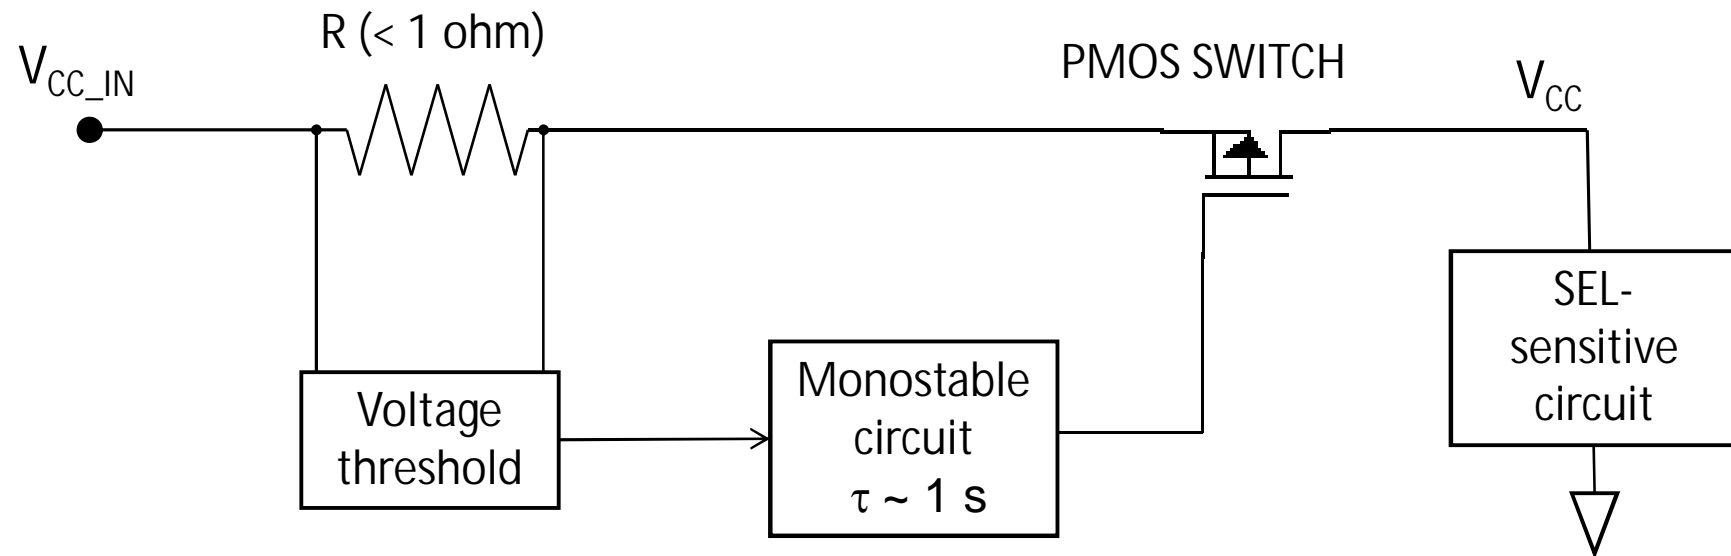 R (< 1 ohm)
V_CC_IN
PMOS SWITCH
V_CC
Voltage
threshold
Monostable
circuit
τ ~ 1 s
SEL-
sensitive
circuit